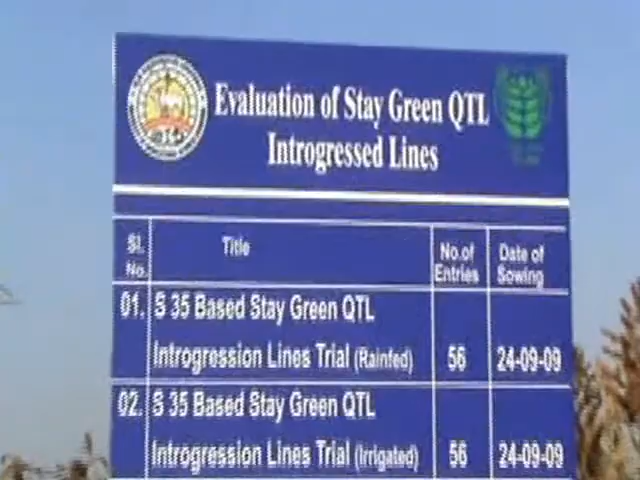 Evaluation of Stay Green QTL
Introgressed Lines
Sl. No. Title No.of Entries Date of Sowing
01. S 35 Based Stay Green QTL
Introgression Lines Trial (Rainfed) 56 24-09-09
02. S 35 Based Stay Green QTL
Introgression Lines Trial (Irrigated) 56 24-09-09